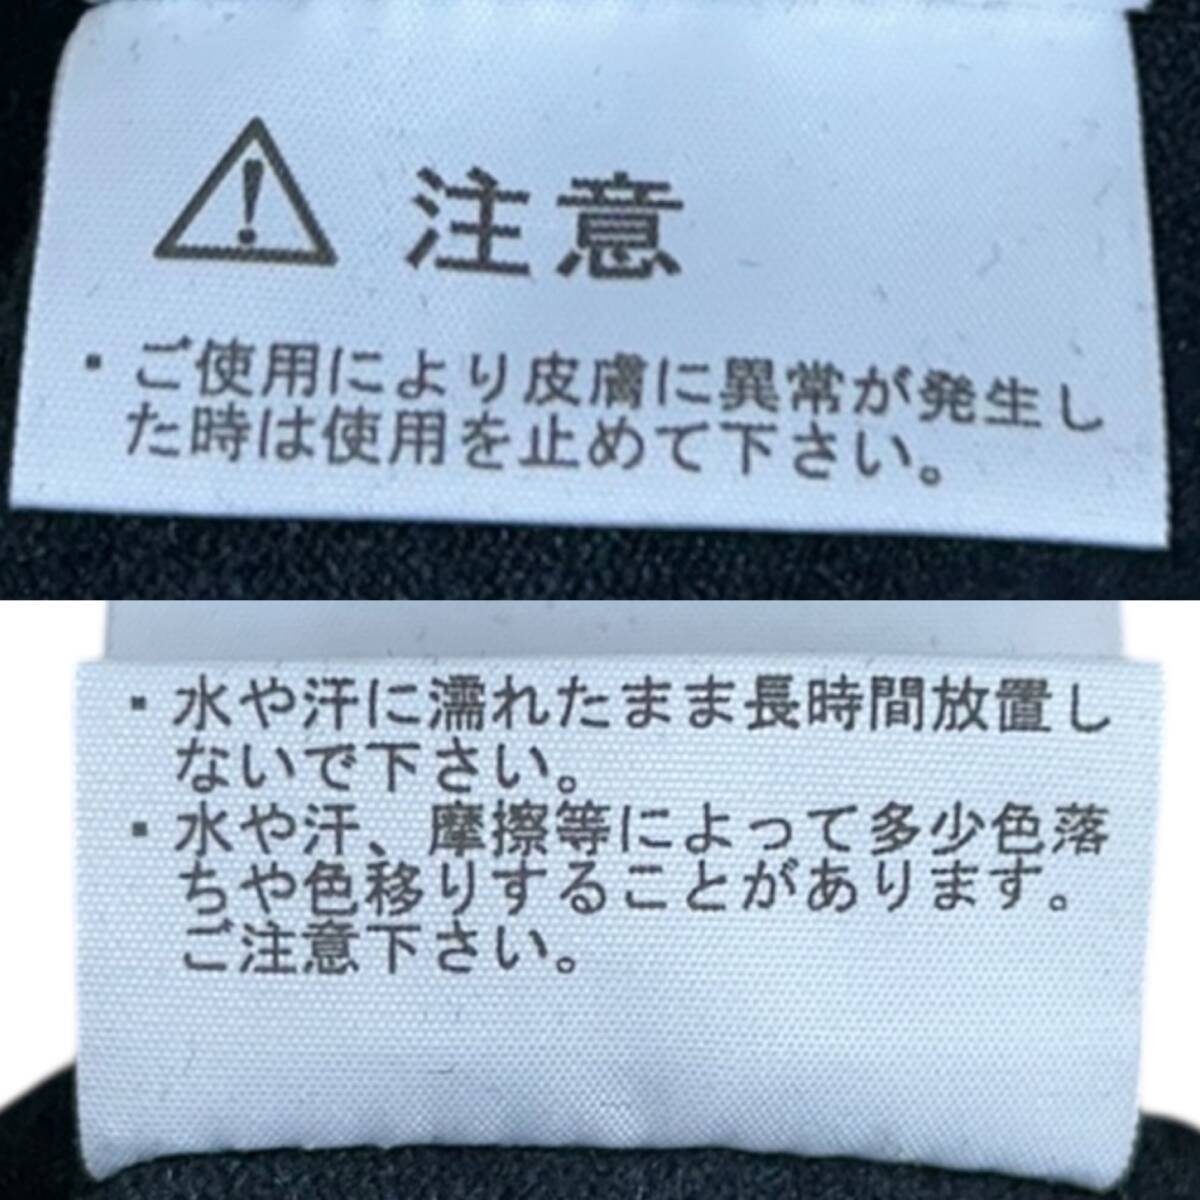 注意
・ご使用により皮膚に異常が発生し
た時は使用を止めて下さい。
・水や汗に濡れたまま長時間放置し
ないで下さい。
・水や汗、摩擦等によって多少色落
ちや色移りすることがあります。
ご注意下さい。